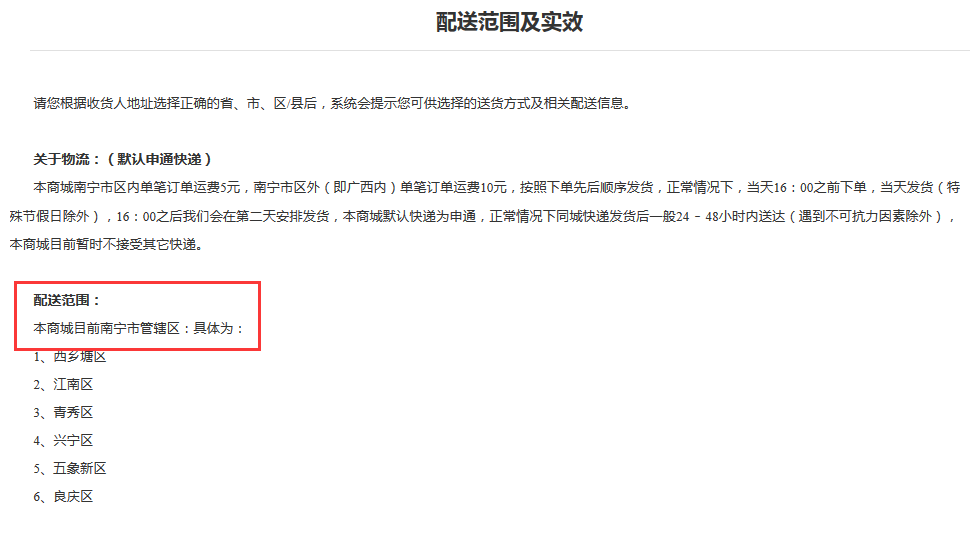 配送范围及实效
请您根据收货人地址选择正确的省、市、区/县后，系统会提示您可供选择的送货方式及相关配送信息。
关于物流：（默认申通快递）
本商城南宁市区内单笔订单运费5元，南宁市区外（即广西内）单笔订单运费10元，按照下单先后顺序发货，正常情况下，当天16：00之前下单，当天发货（特
殊节假日除外），16：00之后我们会在第二天安排发货，本商城默认快递为申通，正常情况下同城快递发货后一般24－48小时内送达（遇到不可抗力因素除外），
本商城目前暂时不接受其它快递。
配送范围：
本商城目前南宁市管辖区：具体为：
1、西乡塘区
2、江南区
3、青秀区
4、兴宁区
5、五象新区
6、良庆区